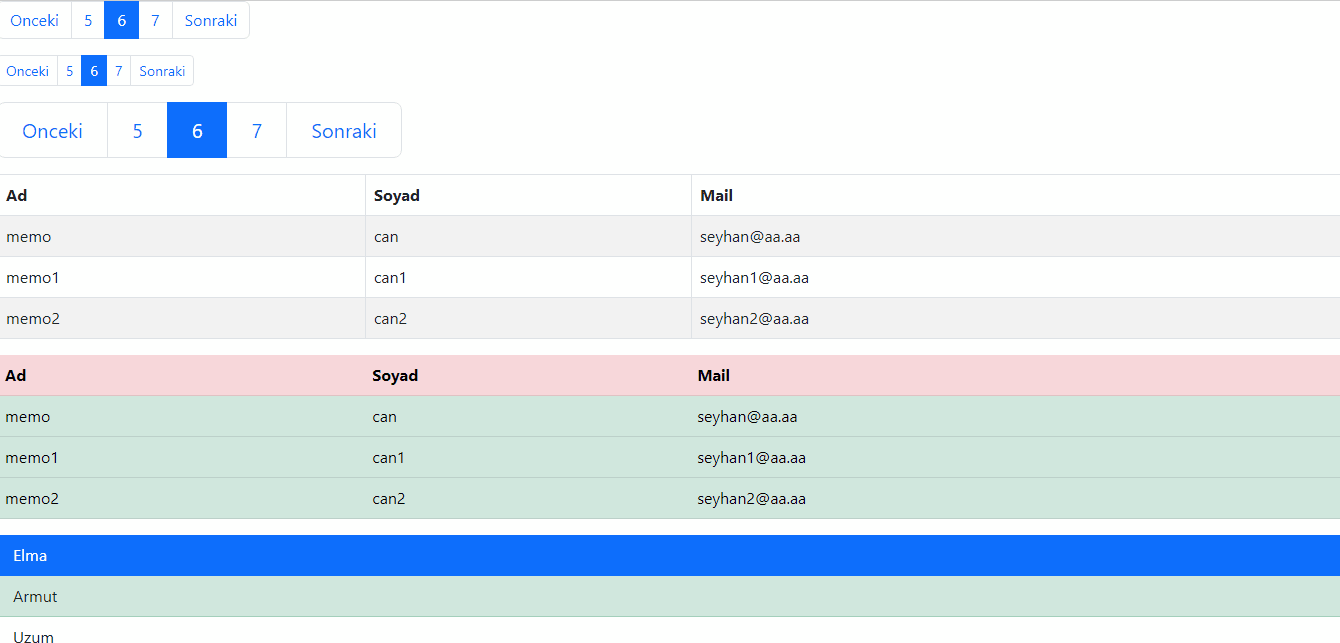 Onceki 5 6 7 Sonraki
Onceki 5 6 7 Sonraki
Onceki 5 6 7 Sonraki
Ad Soyad Mail
memo can seyhan@aa.aa
memo1 can1 seyhan1@aa.aa
memo2 can2 seyhan2@aa.aa
Ad Soyad Mail
memo can seyhan@aa.aa
memo1 can1 seyhan1@aa.aa
memo2 can2 seyhan2@aa.aa
Elma
Armut
Uzum